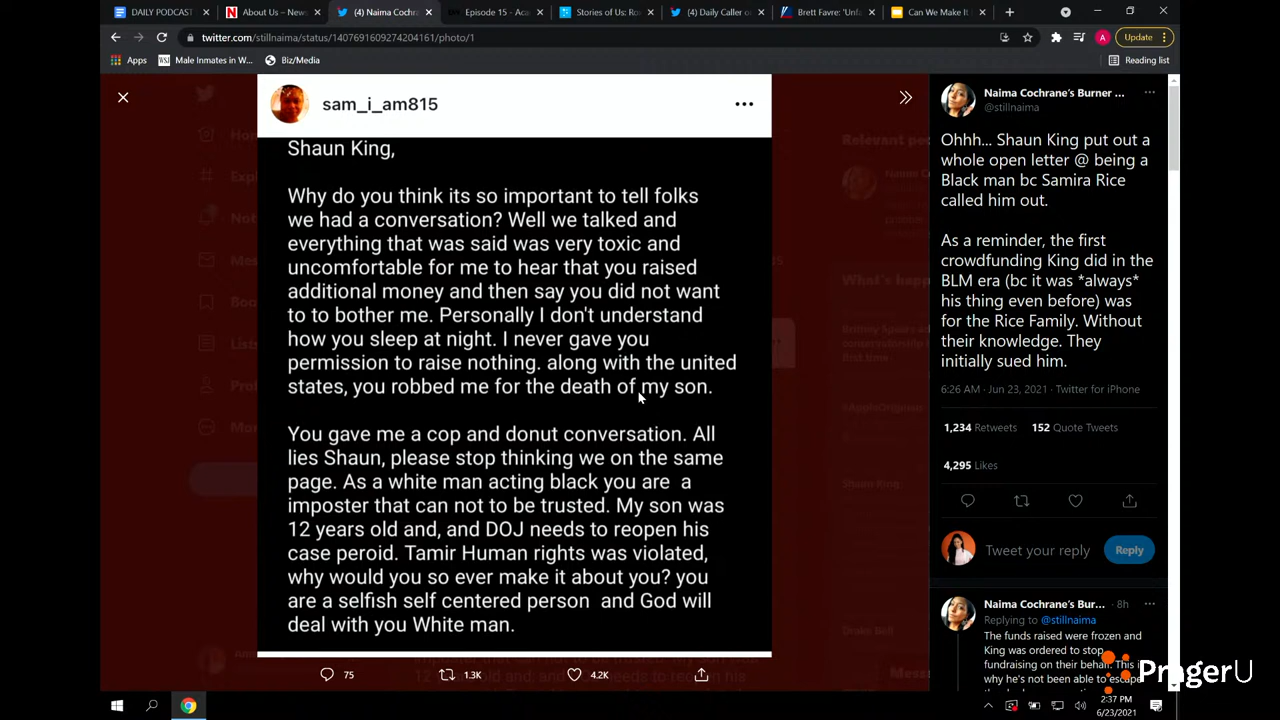 DAILY PODCAST
About Us – News
(4) Naima Cochr
Episode 15 - Aca
Stories of Us: Ro
(4) Daily Caller o
Brett Favre: 'Unfa
Can We Make It
twitter.com/stillnaima/status/1407691609274204161/photo/1
A
Update
Apps
WSJ
Male Inmates in W...
Biz/Media
Reading list
sam_i_am815
Shaun King,
Why do you think its so important to tell folks
we had a conversation? Well we talked and
everything that was said was very toxic and
uncomfortable for me to hear that you raised
additional money and then say you did not want
to to bother me. Personally I don't understand
how you sleep at night. I never gave you
permission to raise nothing. along with the united
states, you robbed me for the death of my son.
You gave me a cop and donut conversation. All
lies Shaun, please stop thinking we on the same
page. As a white man acting black you are a
imposter that can not to be trusted. My son was
12 years old and, and DOJ needs to reopen his
case peroid. Tamir Human rights was violated,
why would you so ever make it about you? you
are a selfish self centered person and God will
deal with you White man.
75
1.3K
4.2K
Naima Cochrane's Burner ...
@stillnaima
Ohhh... Shaun King put out a
whole open letter @ being a
Black man bc Samira Rice
called him out.
As a reminder, the first
crowdfunding King did in the
BLM era (bc it was *always*
his thing even before) was
for the Rice Family. Without
their knowledge. They
initially sued him.
6:26 AM · Jun 23, 2021 · Twitter for iPhone
1,234 Retweets 152 Quote Tweets
4,295 Likes
Tweet your reply
Reply
Naima Cochrane's Bur... · 8h
Replying to @stillnaima
The funds raised were frozen and
King was ordered to stop
fundraising on their behalf. This i
why he's not been able to escape
PragerU
2:37 PM
6/23/2021